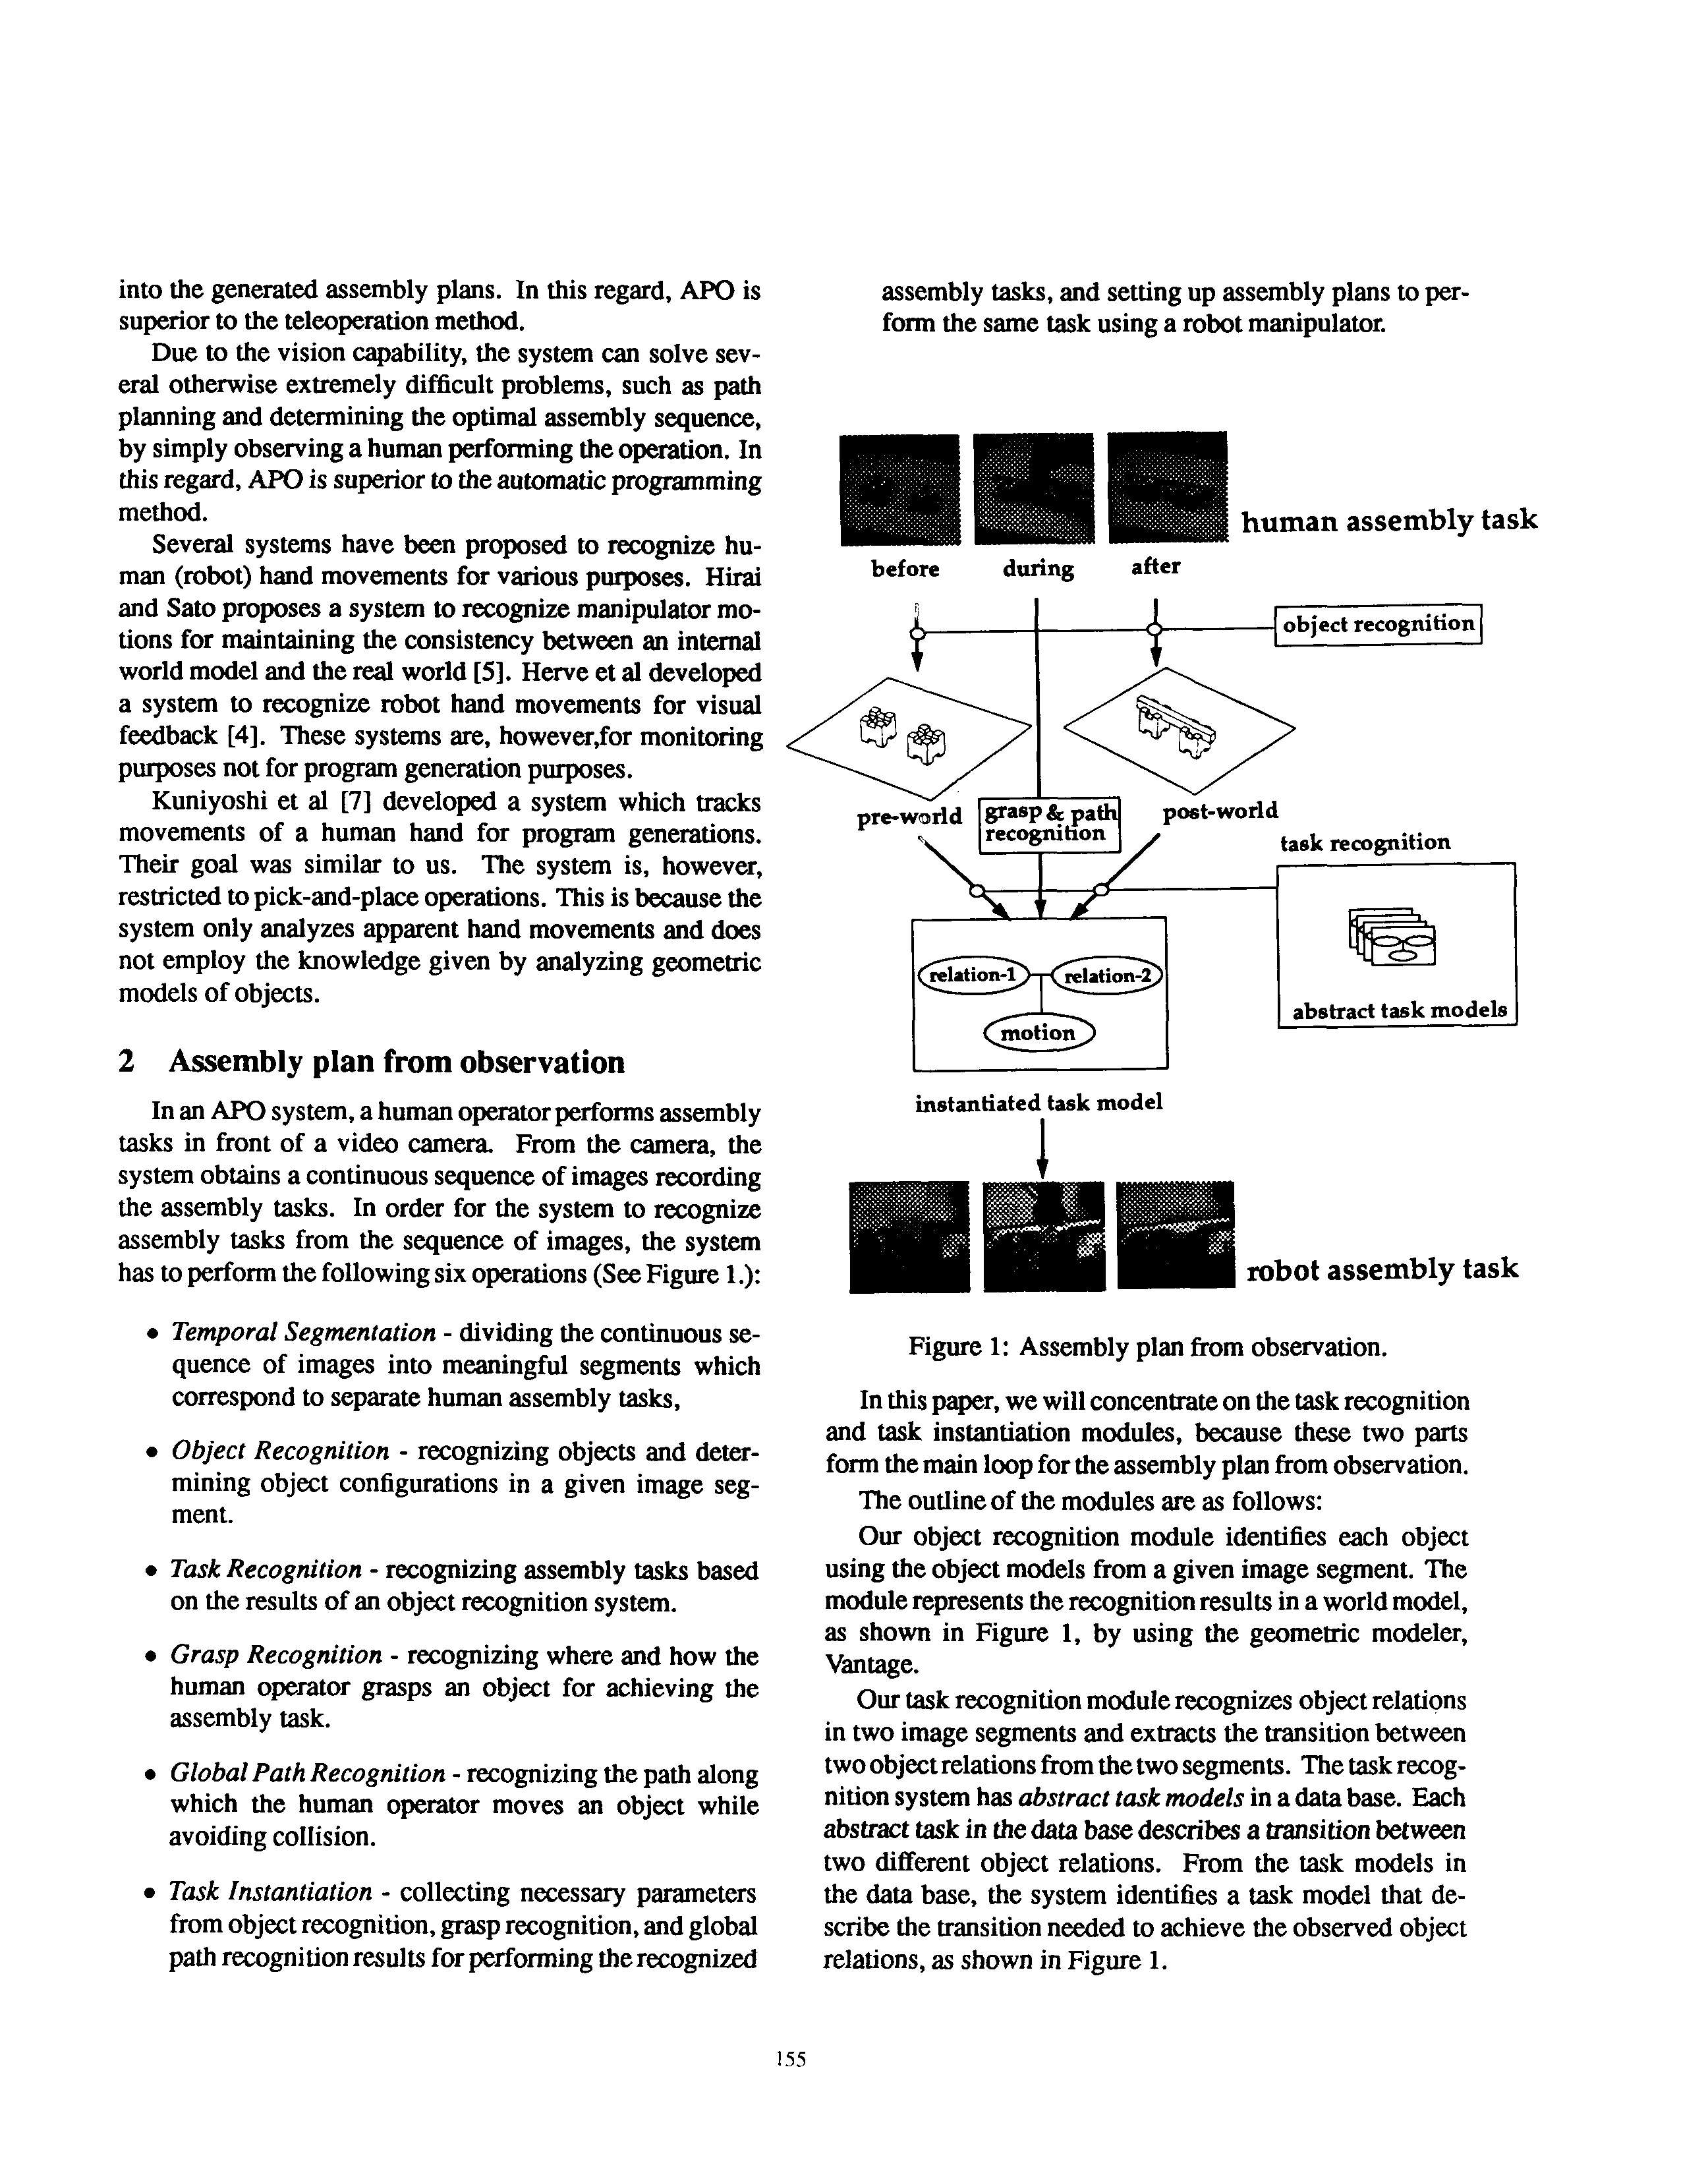 into the generated assembly plans. In this regard, APO is
superior to the teleoperation method.
Due to the vision capability, the system can solve sev-
eral otherwise extremely difficult problems, such as path
planning and determining the optimal assembly sequence,
by simply observing a human performing the operation. In
this regard, APO is superior to the automatic programming
method.
Several systems have been proposed to recognize hu-
man (robot) hand movements for various purposes. Hirai
and Sato proposes a system to recognize manipulator mo-
tions for maintaining the consistency between an internal
world model and the real world [5]. Herve et al developed
a system to recognize robot hand movements for visual
feedback [4]. These systems are, however,for monitoring
purposes not for program generation purposes.
Kuniyoshi et al [7] developed a system which tracks
movements of a human hand for program generations.
Their goal was similar to us. The system is, however,
restricted to pick-and-place operations. This is because the
system only analyzes apparent hand movements and does
not employ the knowledge given by analyzing geometric
models of objects.
2 Assembly plan from observation
In an APO system, a human operator performs assembly
tasks in front of a video camera. From the camera, the
system obtains a continuous sequence of images recording
the assembly tasks. In order for the system to recognize
assembly tasks from the sequence of images, the system
has to perform the following six operations (See Figure 1.):
• Temporal Segmentation - dividing the continuous se-
quence of images into meaningful segments which
correspond to separate human assembly tasks,
• Object Recognition - recognizing objects and deter-
mining object configurations in a given image seg-
ment.
• Task Recognition - recognizing assembly tasks based
on the results of an object recognition system.
• Grasp Recognition - recognizing where and how the
human operator grasps an object for achieving the
assembly task.
• Global Path Recognition - recognizing the path along
which the human operator moves an object while
avoiding collision.
• Task Instantiation - collecting necessary parameters
from object recognition, grasp recognition, and global
path recognition results for performing the recognized
assembly tasks, and setting up assembly plans to per-
form the same task using a robot manipulator.
human assembly task
before during after
object recognition
pre-world
grasp & path
recognition
post-world
task recognition
relation-1 relation-2
motion
abstract task models
instantiated task model
robot assembly task
Figure 1: Assembly plan from observation.
In this paper, we will concentrate on the task recognition
and task instantiation modules, because these two parts
form the main loop for the assembly plan from observation.
The outline of the modules are as follows:
Our object recognition module identifies each object
using the object models from a given image segment. The
module represents the recognition results in a world model,
as shown in Figure 1, by using the geometric modeler,
Vantage.
Our task recognition module recognizes object relations
in two image segments and extracts the transition between
two object relations from the two segments. The task recog-
nition system has abstract task models in a data base. Each
abstract task in the data base describes a transition between
two different object relations. From the task models in
the data base, the system identifies a task model that de-
scribe the transition needed to achieve the observed object
relations, as shown in Figure 1.
155